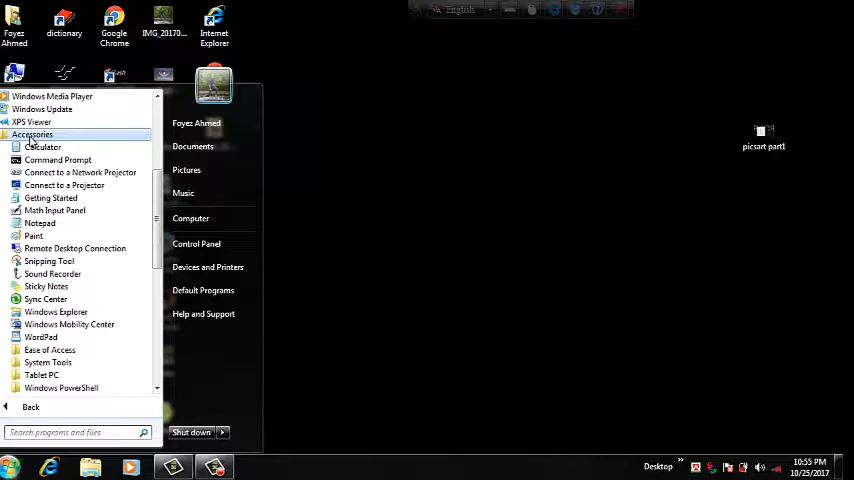 English
Foyez
Ahmed
dictionary
Google
Chrome
IMG_20170...
Internet
Explorer
Windows Media Player
Windows Update
XPS Viewer
Accessories
Calculator
Command Prompt
Connect to a Network Projector
Connect to a Projector
Getting Started
Math Input Panel
Notepad
Paint
Remote Desktop Connection
Snipping Tool
Sound Recorder
Sticky Notes
Sync Center
Windows Explorer
Windows Mobility Center
WordPad
Ease of Access
System Tools
Tablet PC
Windows PowerShell
Back
Search programs and files
Foyez Ahmed
Documents
Pictures
Music
Computer
Control Panel
Devices and Printers
Default Programs
Help and Support
Shut down
picsart part1
Desktop
10:55 PM
10/25/2017